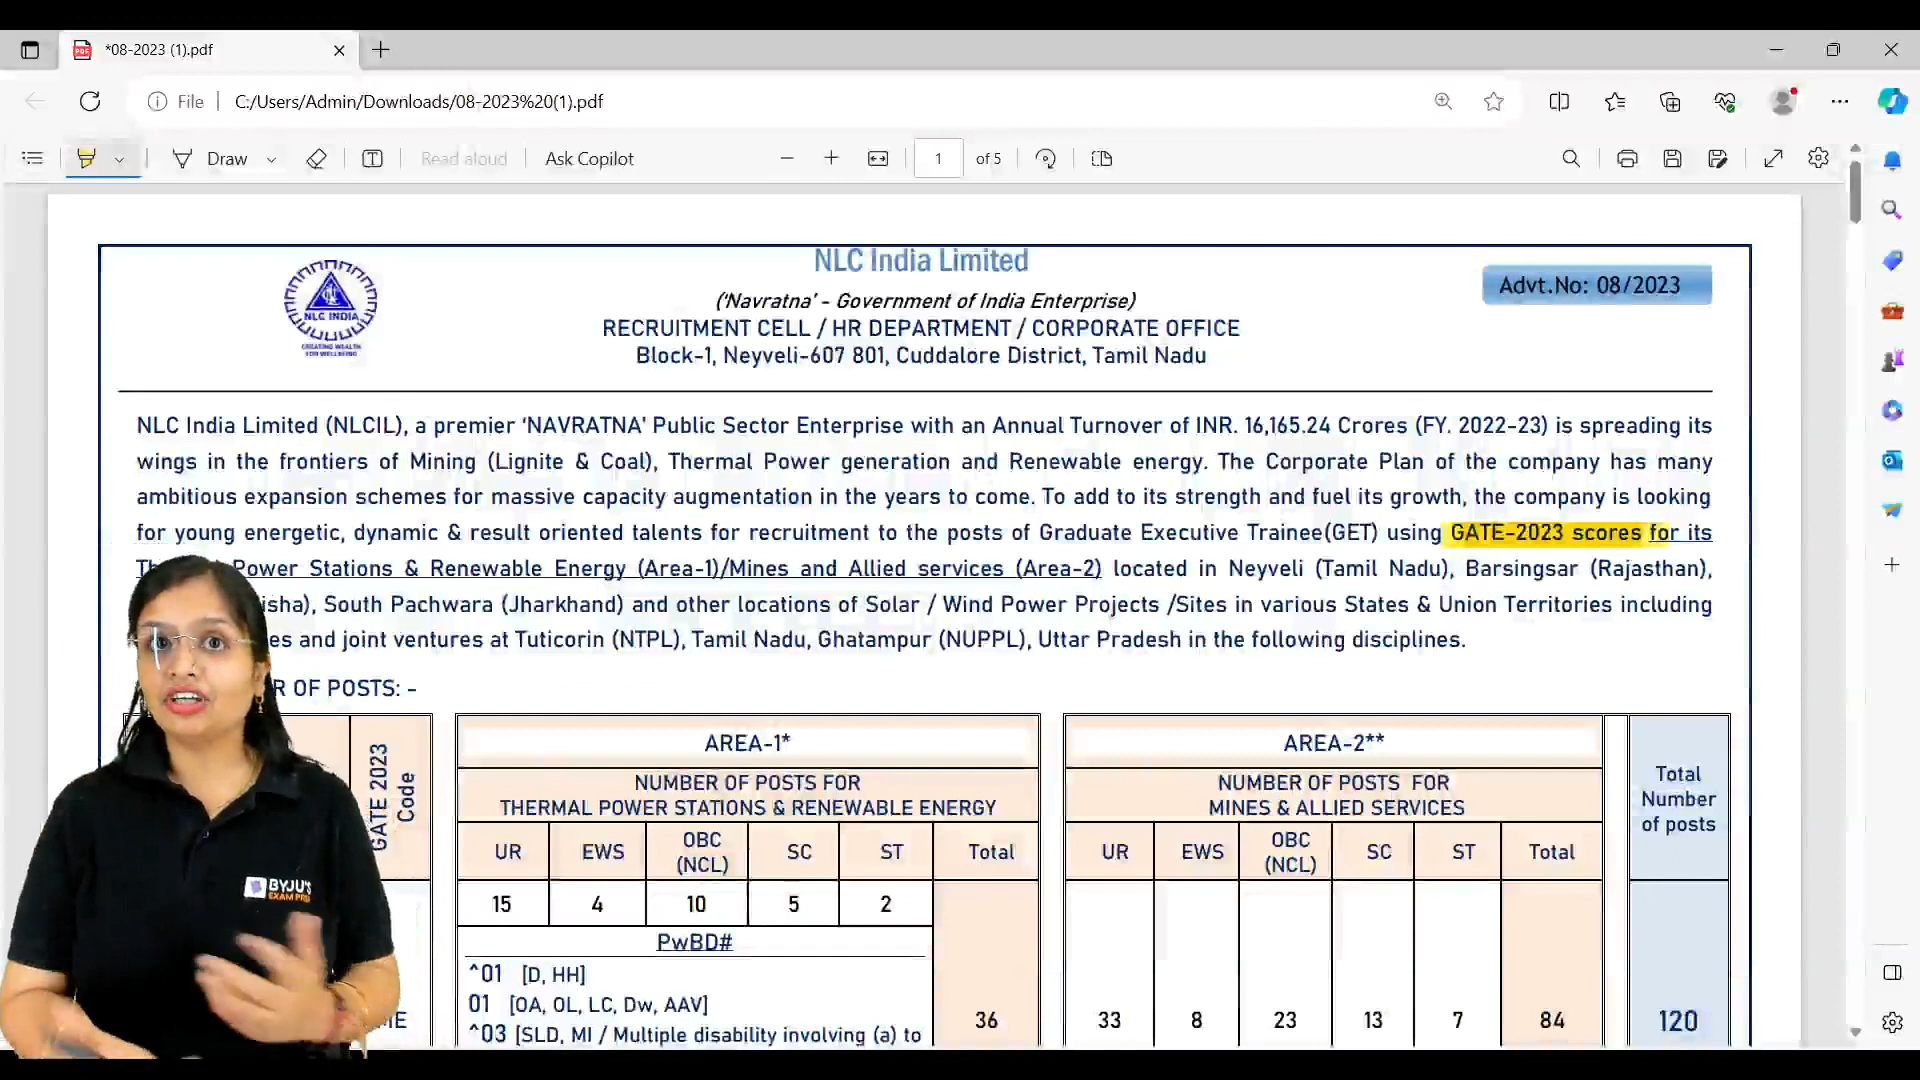 *08-2023 (1).pdf
File
C:/Users/Admin/Downloads/08-2023%20(1).pdf
Draw
Read aloud
Ask Copilot
1
of 5
NLC India Limited
('Navratna' - Government of India Enterprise)
Advt.No: 08/2023
RECRUITMENT CELL / HR DEPARTMENT / CORPORATE OFFICE
Block-1, Neyveli-607 801, Cuddalore District, Tamil Nadu
NLC INDIA
CREATING WEALTH
FOR WELLBEING
NLC India Limited (NLCIL), a premier ‘NAVRATNA’ Public Sector Enterprise with an Annual Turnover of INR. 16,165.24 Crores (FY. 2022-23) is spreading its
wings in the frontiers of Mining (Lignite & Coal), Thermal Power generation and Renewable energy. The Corporate Plan of the company has many
ambitious expansion schemes for massive capacity augmentation in the years to come. To add to its strength and fuel its growth, the company is looking
for young energetic, dynamic & result oriented talents for recruitment to the posts of Graduate Executive Trainee(GET) using GATE-2023 scores for its
Power Stations & Renewable Energy (Area-1)/Mines and Allied services (Area-2) located in Neyveli (Tamil Nadu), Barsingsar (Rajasthan),
isha), South Pachwara (Jharkhand) and other locations of Solar / Wind Power Projects /Sites in various States & Union Territories including
es and joint ventures at Tuticorin (NTPL), Tamil Nadu, Ghatampur (NUPPL), Uttar Pradesh in the following disciplines.
R OF POSTS: -
GATE 2023
Code
AREA-1*
NUMBER OF POSTS FOR
THERMAL POWER STATIONS & RENEWABLE ENERGY
UR EWS OBC (NCL) SC ST Total
15 4 10 5 2
PwBD#
^01 [D, HH]
01 [OA, OL, LC, Dw, AAV]
^03 [SLD, MI / Multiple disability involving (a) to
36
AREA-2**
NUMBER OF POSTS FOR
MINES & ALLIED SERVICES
UR EWS OBC (NCL) SC ST Total
33 8 23 13 7 84
Total
Number
of posts
120
ME
BYJU'S
EXAM PREP